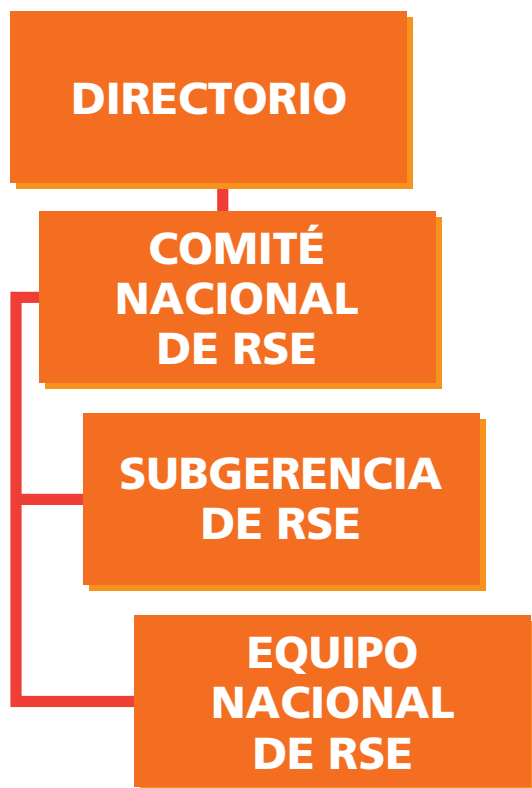 DIRECTORIO
COMITÉ
NACIONAL
DE RSE
SUBGERENCIA
DE RSE
EQUIPO
NACIONAL
DE RSE